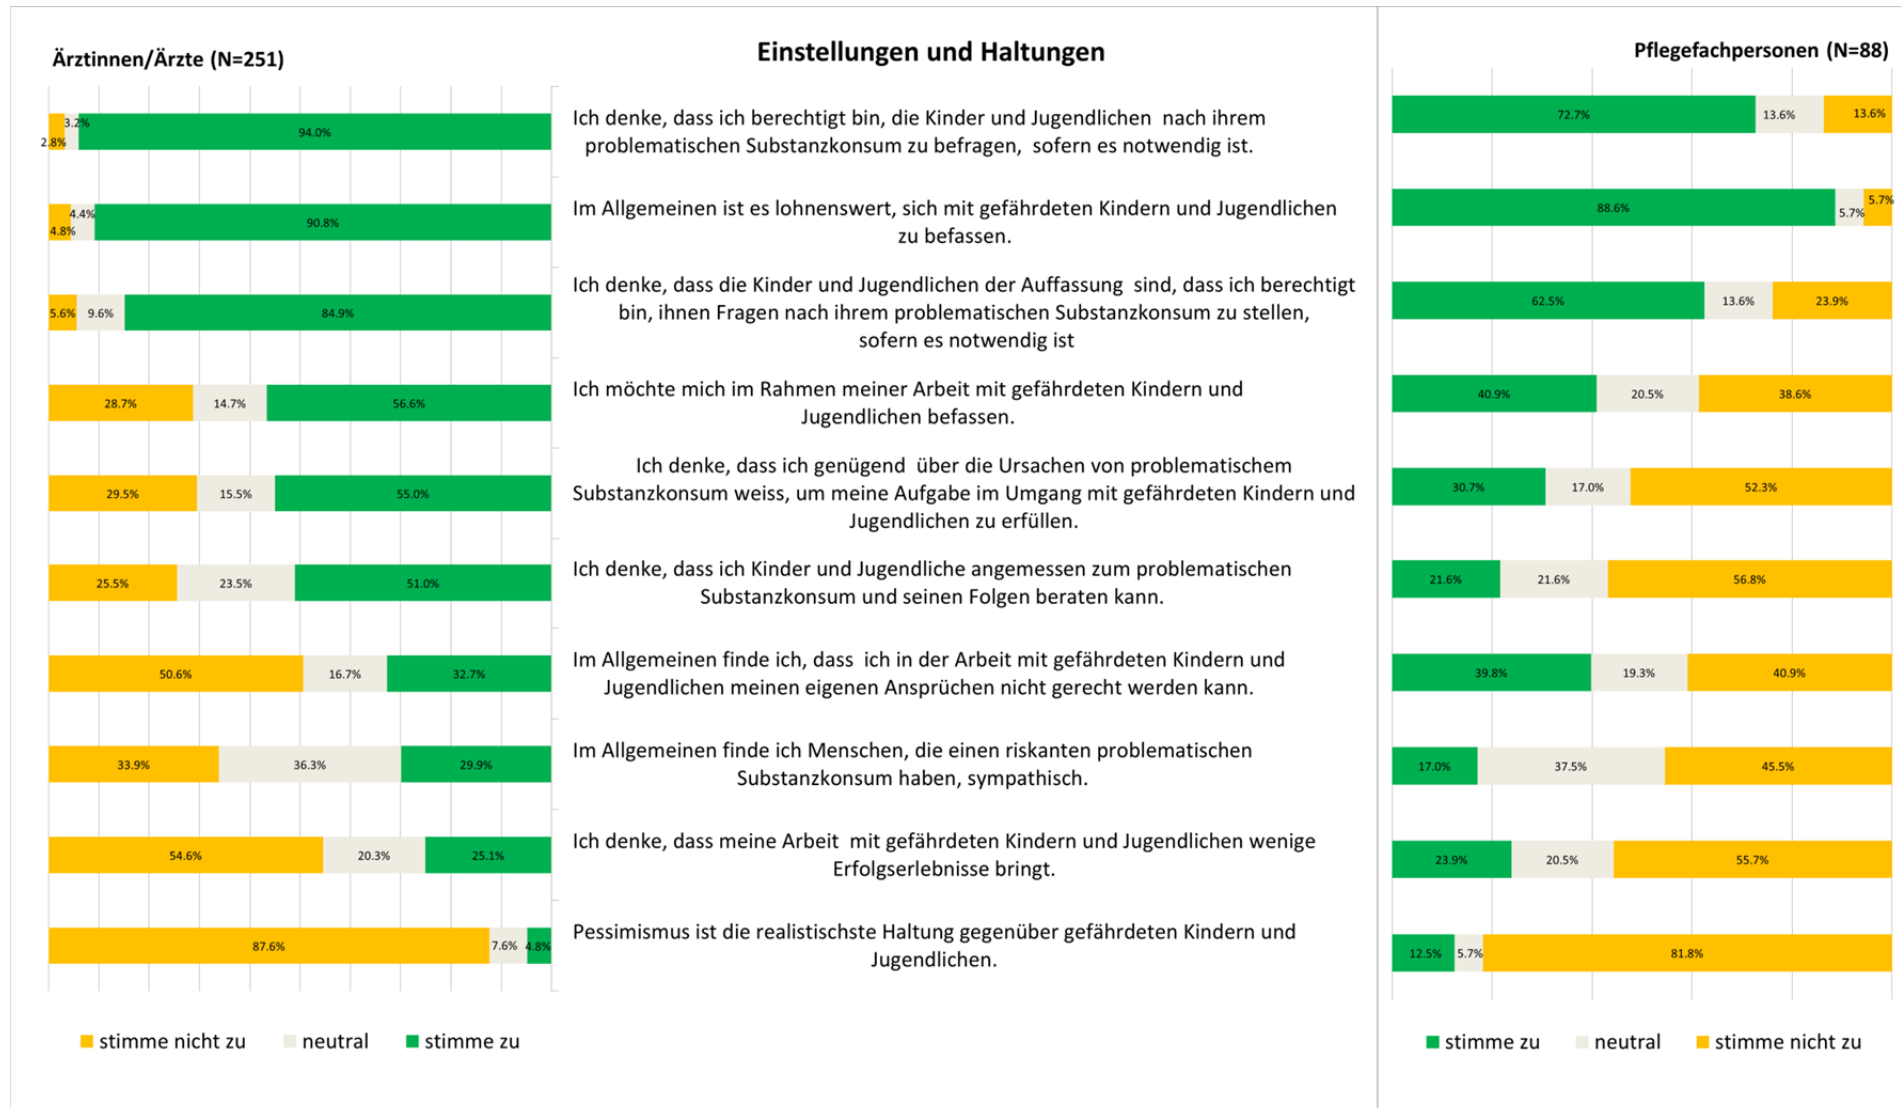 Ärztinnen/Ärzte (N=251)
Einstellungen und Haltungen
Pflegefachpersonen (N=88)
2.8% 3.2% 94.0%
Ich denke, dass ich berechtigt bin, die Kinder und Jugendlichen nach ihrem
problematischen Substanzkonsum zu befragen, sofern es notwendig ist.
72.7% 13.6% 13.6%
4.8% 4.4% 90.8%
Im Allgemeinen ist es lohnenswert, sich mit gefährdeten Kindern und Jugendlichen
zu befassen.
88.6% 5.7% 5.7%
5.6% 9.6% 84.9%
Ich denke, dass die Kinder und Jugendlichen der Auffassung sind, dass ich berechtigt
bin, ihnen Fragen nach ihrem problematischen Substanzkonsum zu stellen,
sofern es notwendig ist
62.5% 13.6% 23.9%
28.7% 14.7% 56.6%
Ich möchte mich im Rahmen meiner Arbeit mit gefährdeten Kindern und
Jugendlichen befassen.
40.9% 20.5% 38.6%
29.5% 15.5% 55.0%
Ich denke, dass ich genügend über die Ursachen von problematischem
Substanzkonsum weiss, um meine Aufgabe im Umgang mit gefährdeten Kindern und
Jugendlichen zu erfüllen.
30.7% 17.0% 52.3%
25.5% 23.5% 51.0%
Ich denke, dass ich Kinder und Jugendliche angemessen zum problematischen
Substanzkonsum und seinen Folgen beraten kann.
21.6% 21.6% 56.8%
50.6% 16.7% 32.7%
Im Allgemeinen finde ich, dass ich in der Arbeit mit gefährdeten Kindern und
Jugendlichen meinen eigenen Ansprüchen nicht gerecht werden kann.
39.8% 19.3% 40.9%
33.9% 36.3% 29.9%
Im Allgemeinen finde ich Menschen, die einen riskanten problematischen
Substanzkonsum haben, sympathisch.
17.0% 37.5% 45.5%
54.6% 20.3% 25.1%
Ich denke, dass meine Arbeit mit gefährdeten Kindern und Jugendlichen wenige
Erfolgserlebnisse bringt.
23.9% 20.5% 55.7%
87.6% 7.6% 4.8%
Pessimismus ist die realistischste Haltung gegenüber gefährdeten Kindern und
Jugendlichen.
12.5% 5.7% 81.8%
stimme nicht zu neutral stimme zu
stimme zu neutral stimme nicht zu